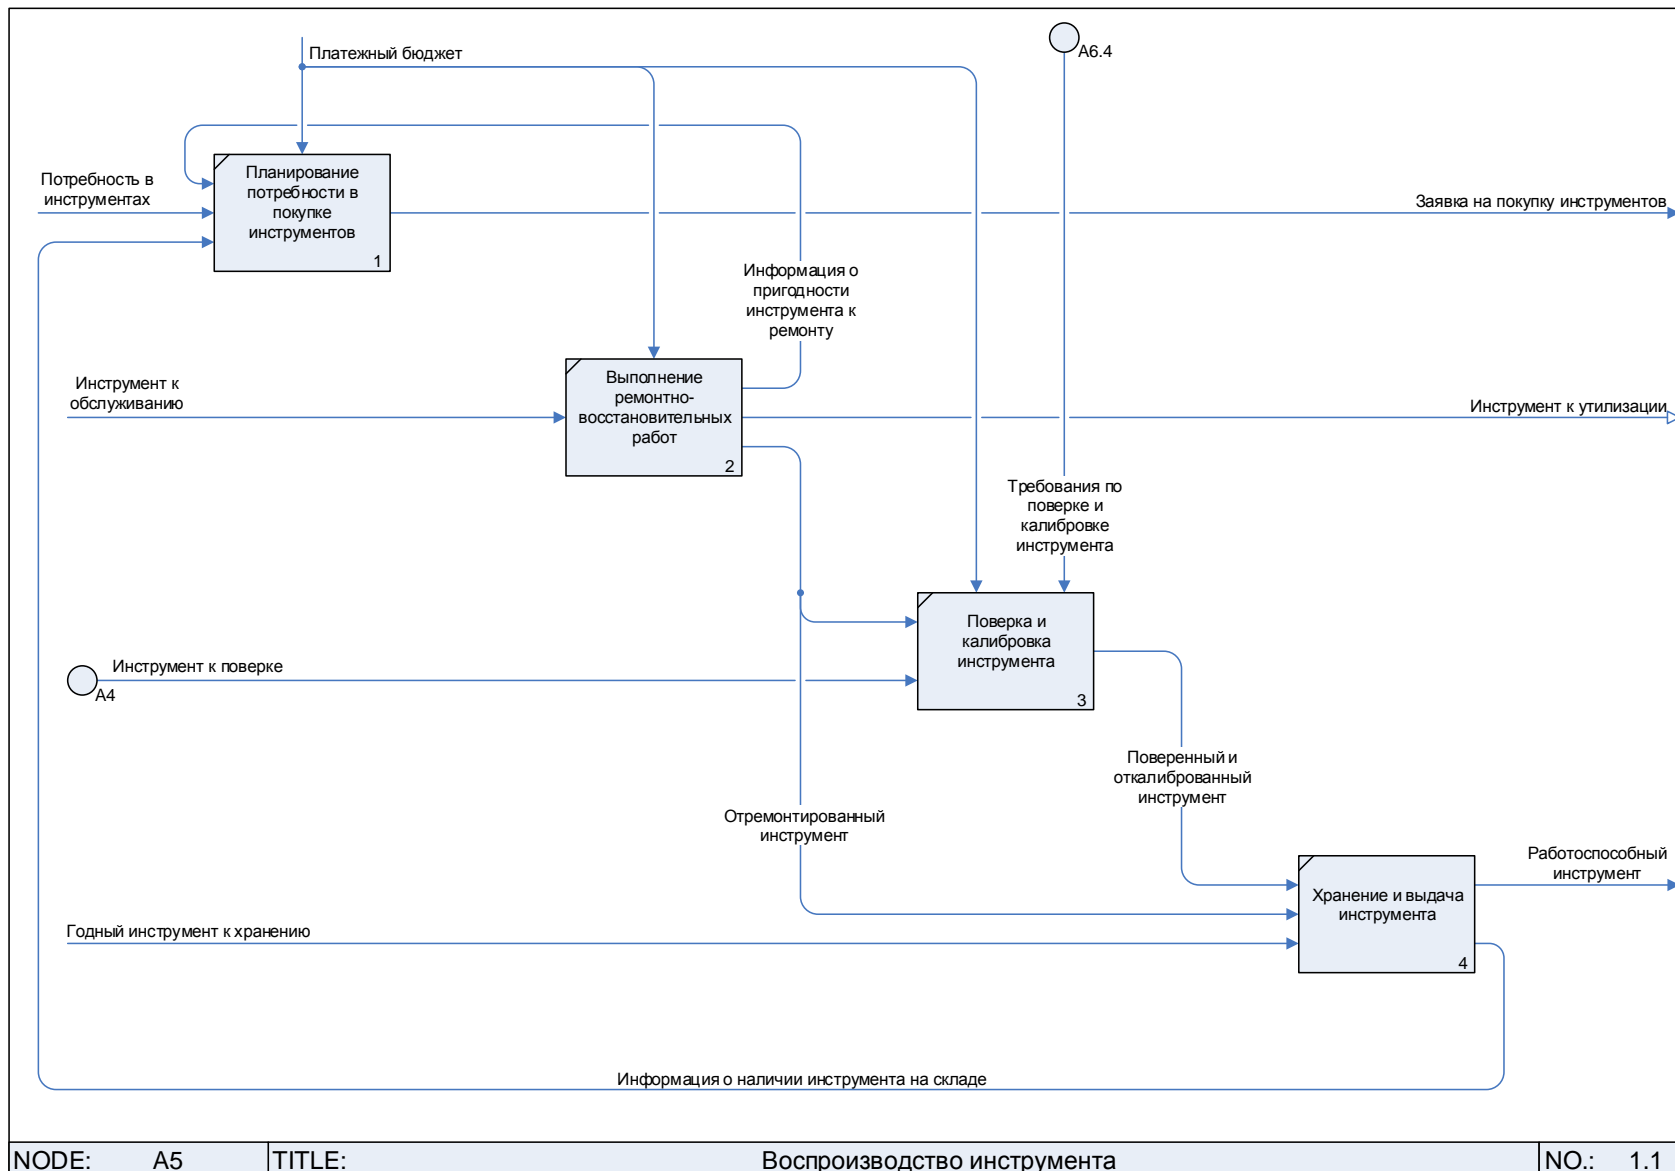 Платежный бюджет
A6.4
Потребность в
инструментах
Планирование
потребности в
покупке
инструментов
1
Заявка на покупку инструментов
Информация о
пригодности
инструмента к
ремонту
Инструмент к
обслуживанию
Выполнение
ремонтно-
восстановительных
работ
2
Инструмент к утилизации
Требования по
поверке и
калибровке
инструмента
Поверка и
калибровка
инструмента
3
Инструмент к поверке
A4
Поверенный и
откалиброванный
инструмент
Отремонтированный
инструмент
Работоспособный
инструмент
Хранение и выдача
инструмента
4
Годный инструмент к хранению
Информация о наличии инструмента на складе
NODE: A5 TITLE: Воспроизводство инструмента NO.: 1.1